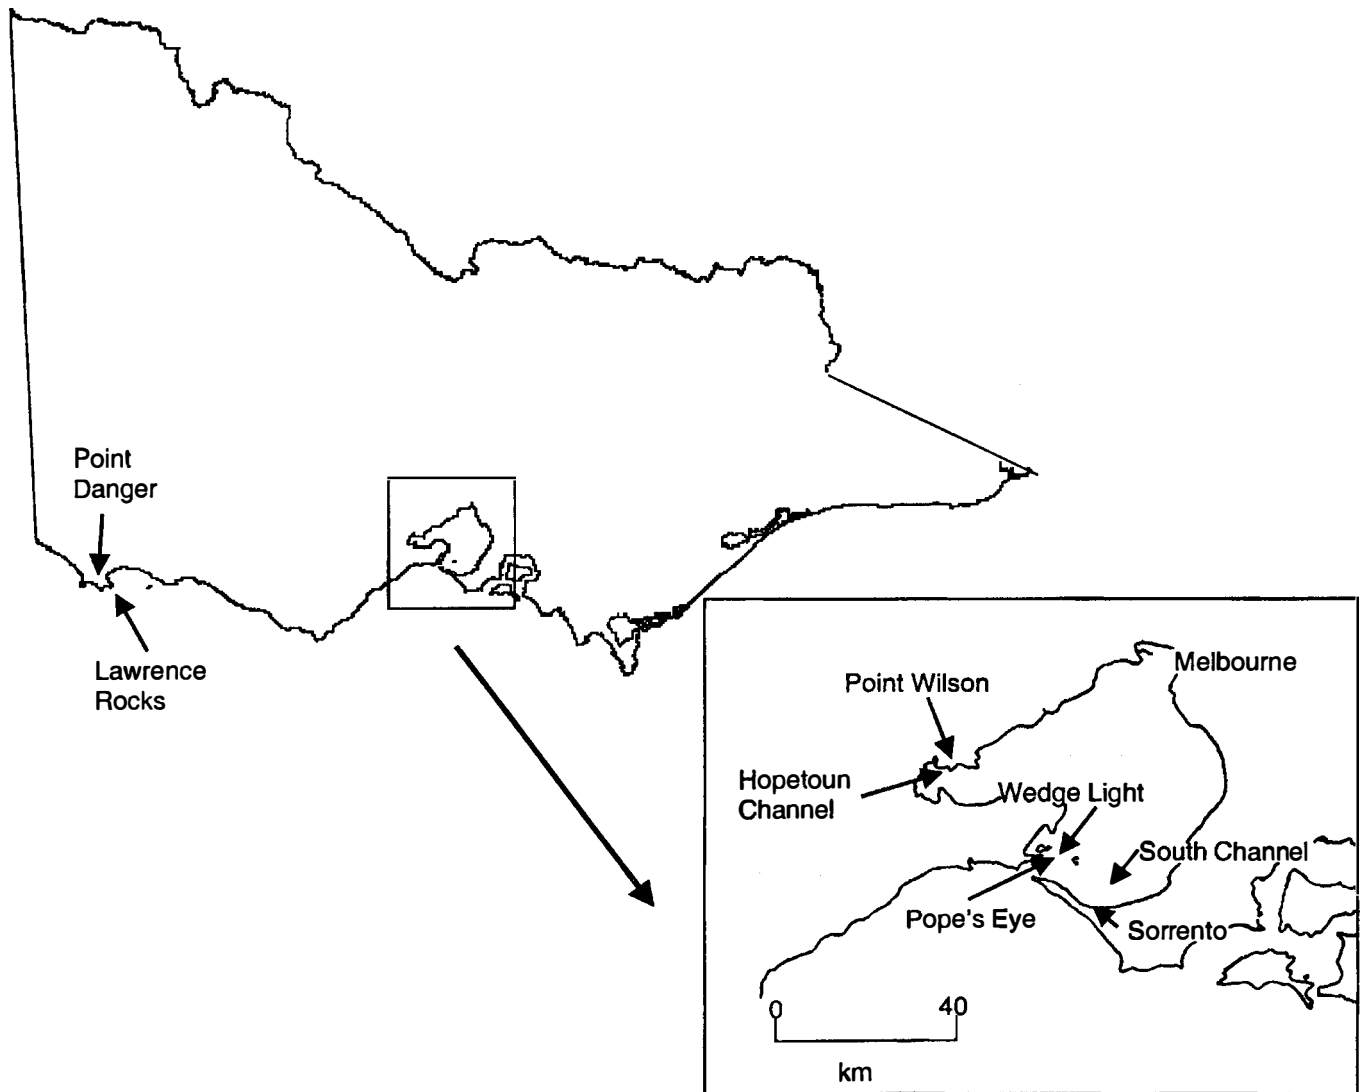 Point
Danger
Lawrence
Rocks
Melbourne
Point Wilson
Hopetoun
Channel
Wedge Light
South Channel
Pope's Eye
Sorrento
0
40
km